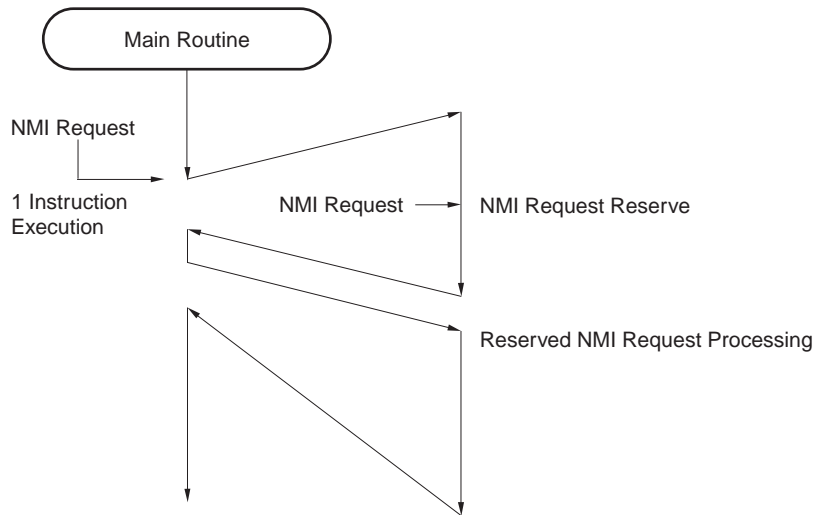 Main Routine
NMI Request
1 Instruction
Execution
NMI Request
NMI Request Reserve
Reserved NMI Request Processing